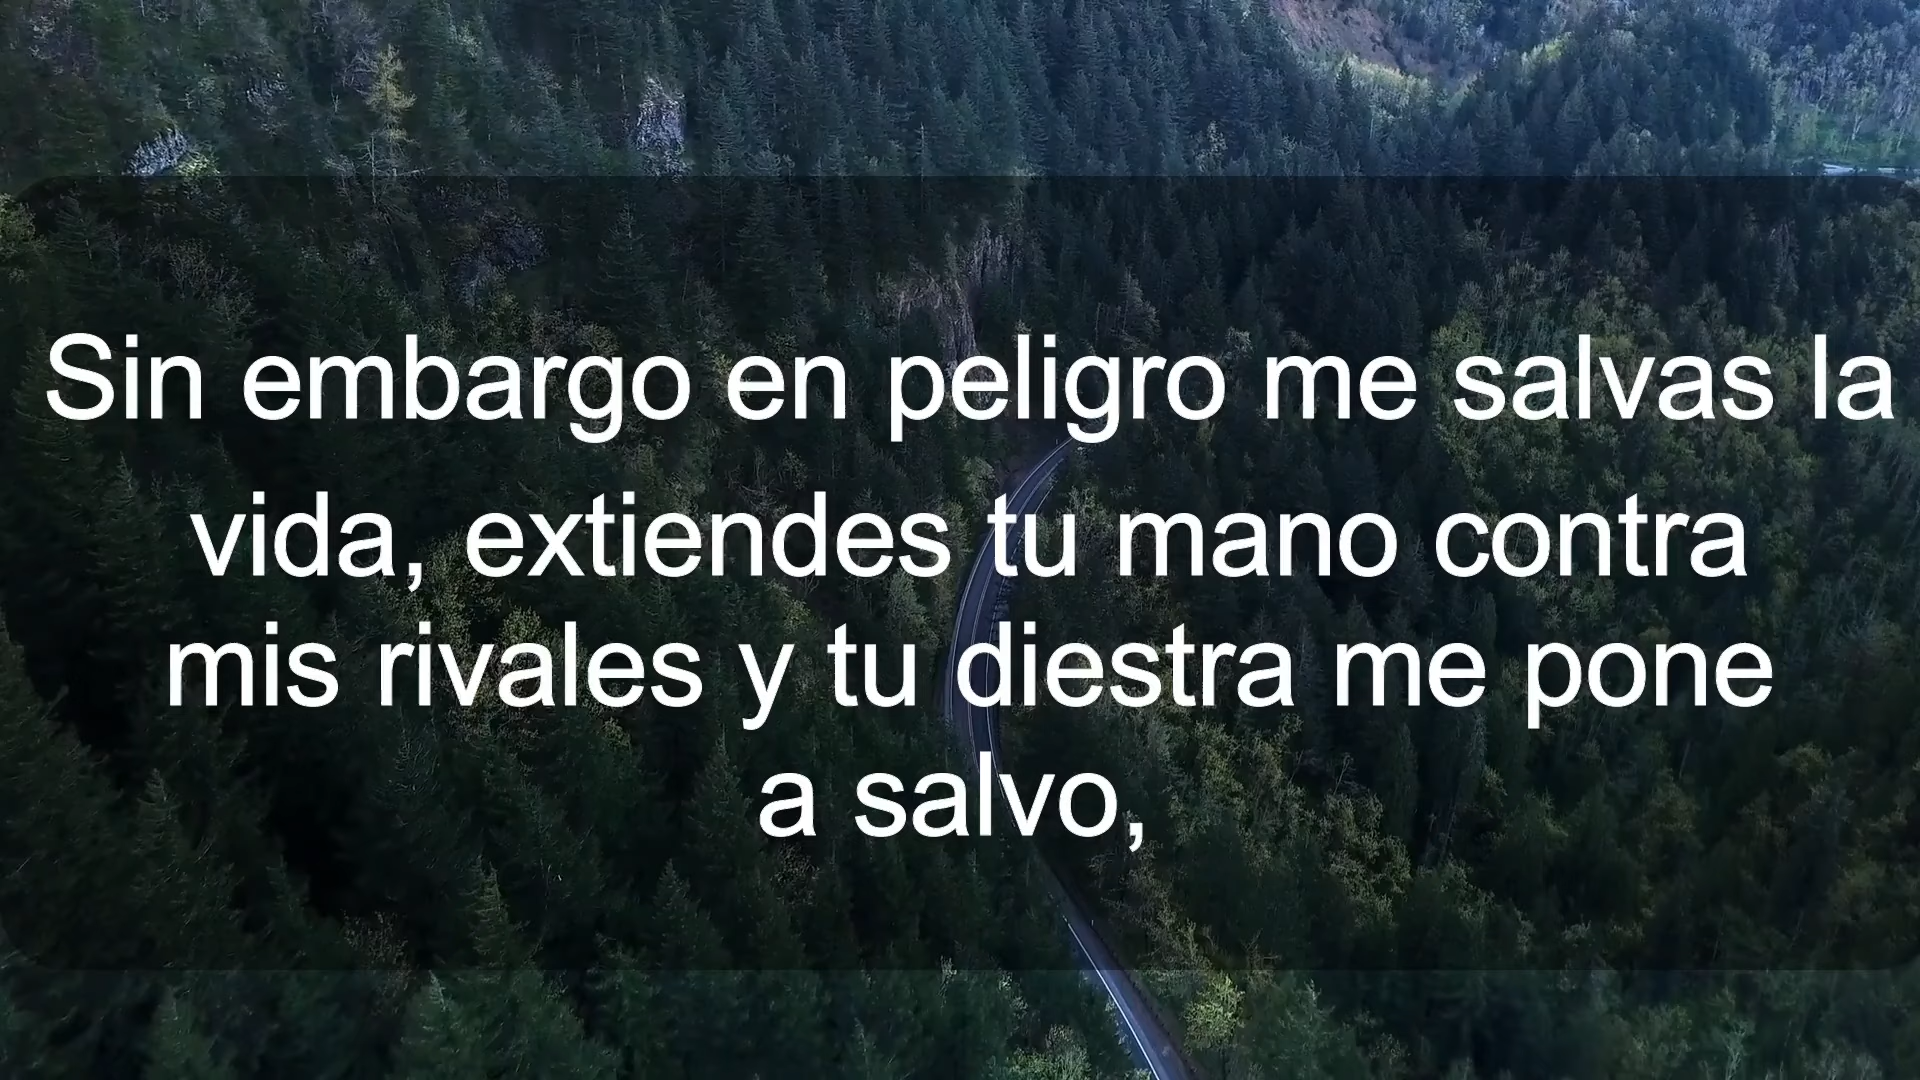 Sin embargo en peligro me salvas la
vida, extiendes tu mano contra
mis rivales y tu diestra me pone
a salvo,